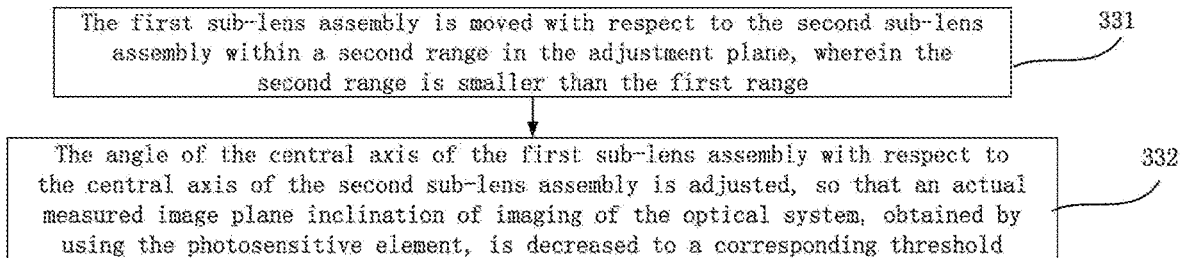 The first sub-lens assembly is moved with respect to the second sub-lens
assembly within a second range in the adjustment plane, wherein the
second range is smaller than the first range
331
The angle of the central axis of the first sub-lens assembly with respect to
the central axis of the second sub-lens assembly is adjusted, so that an actual
measured image plane inclination of imaging of the optical system, obtained by
using the photosensitive element, is decreased to a corresponding threshold
332